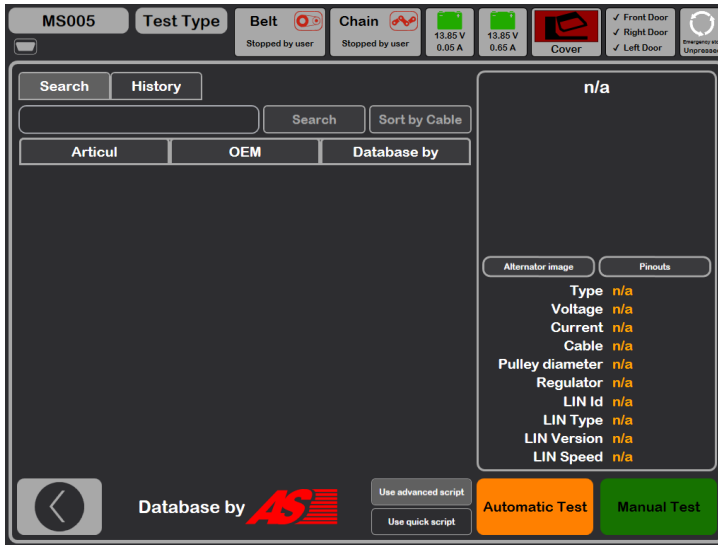 MS005
Test Type
Belt
Stopped by user
Chain
Stopped by user
13.85 V
0.05 A
13.85 V
0.65 A
Cover
✓ Front Door
✓ Right Door
✓ Left Door
Emergency sto
Unpressed
Search
History
Search
Sort by Cable
Articul
OEM
Database by
n/a
Alternator image
Pinouts
Type n/a
Voltage n/a
Current n/a
Cable n/a
Pulley diameter n/a
Regulator n/a
LIN Id n/a
LIN Type n/a
LIN Version n/a
LIN Speed n/a
Database by AS
Use advanced script
Use quick script
Automatic Test
Manual Test